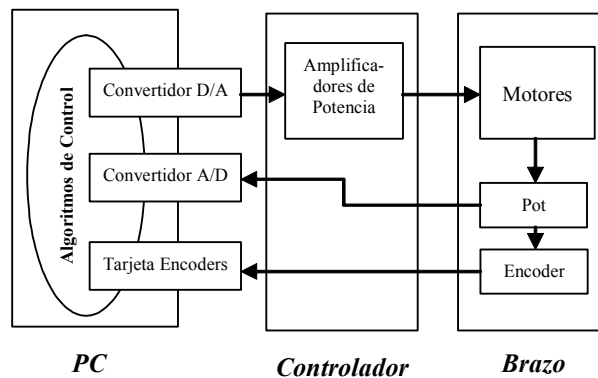 Algoritmos de Control
Convertidor D/A
Convertidor A/D
Tarjeta Encoders
Amplifica-
dores de
Potencia
Motores
Pot
Encoder
PC
Controlador
Brazo